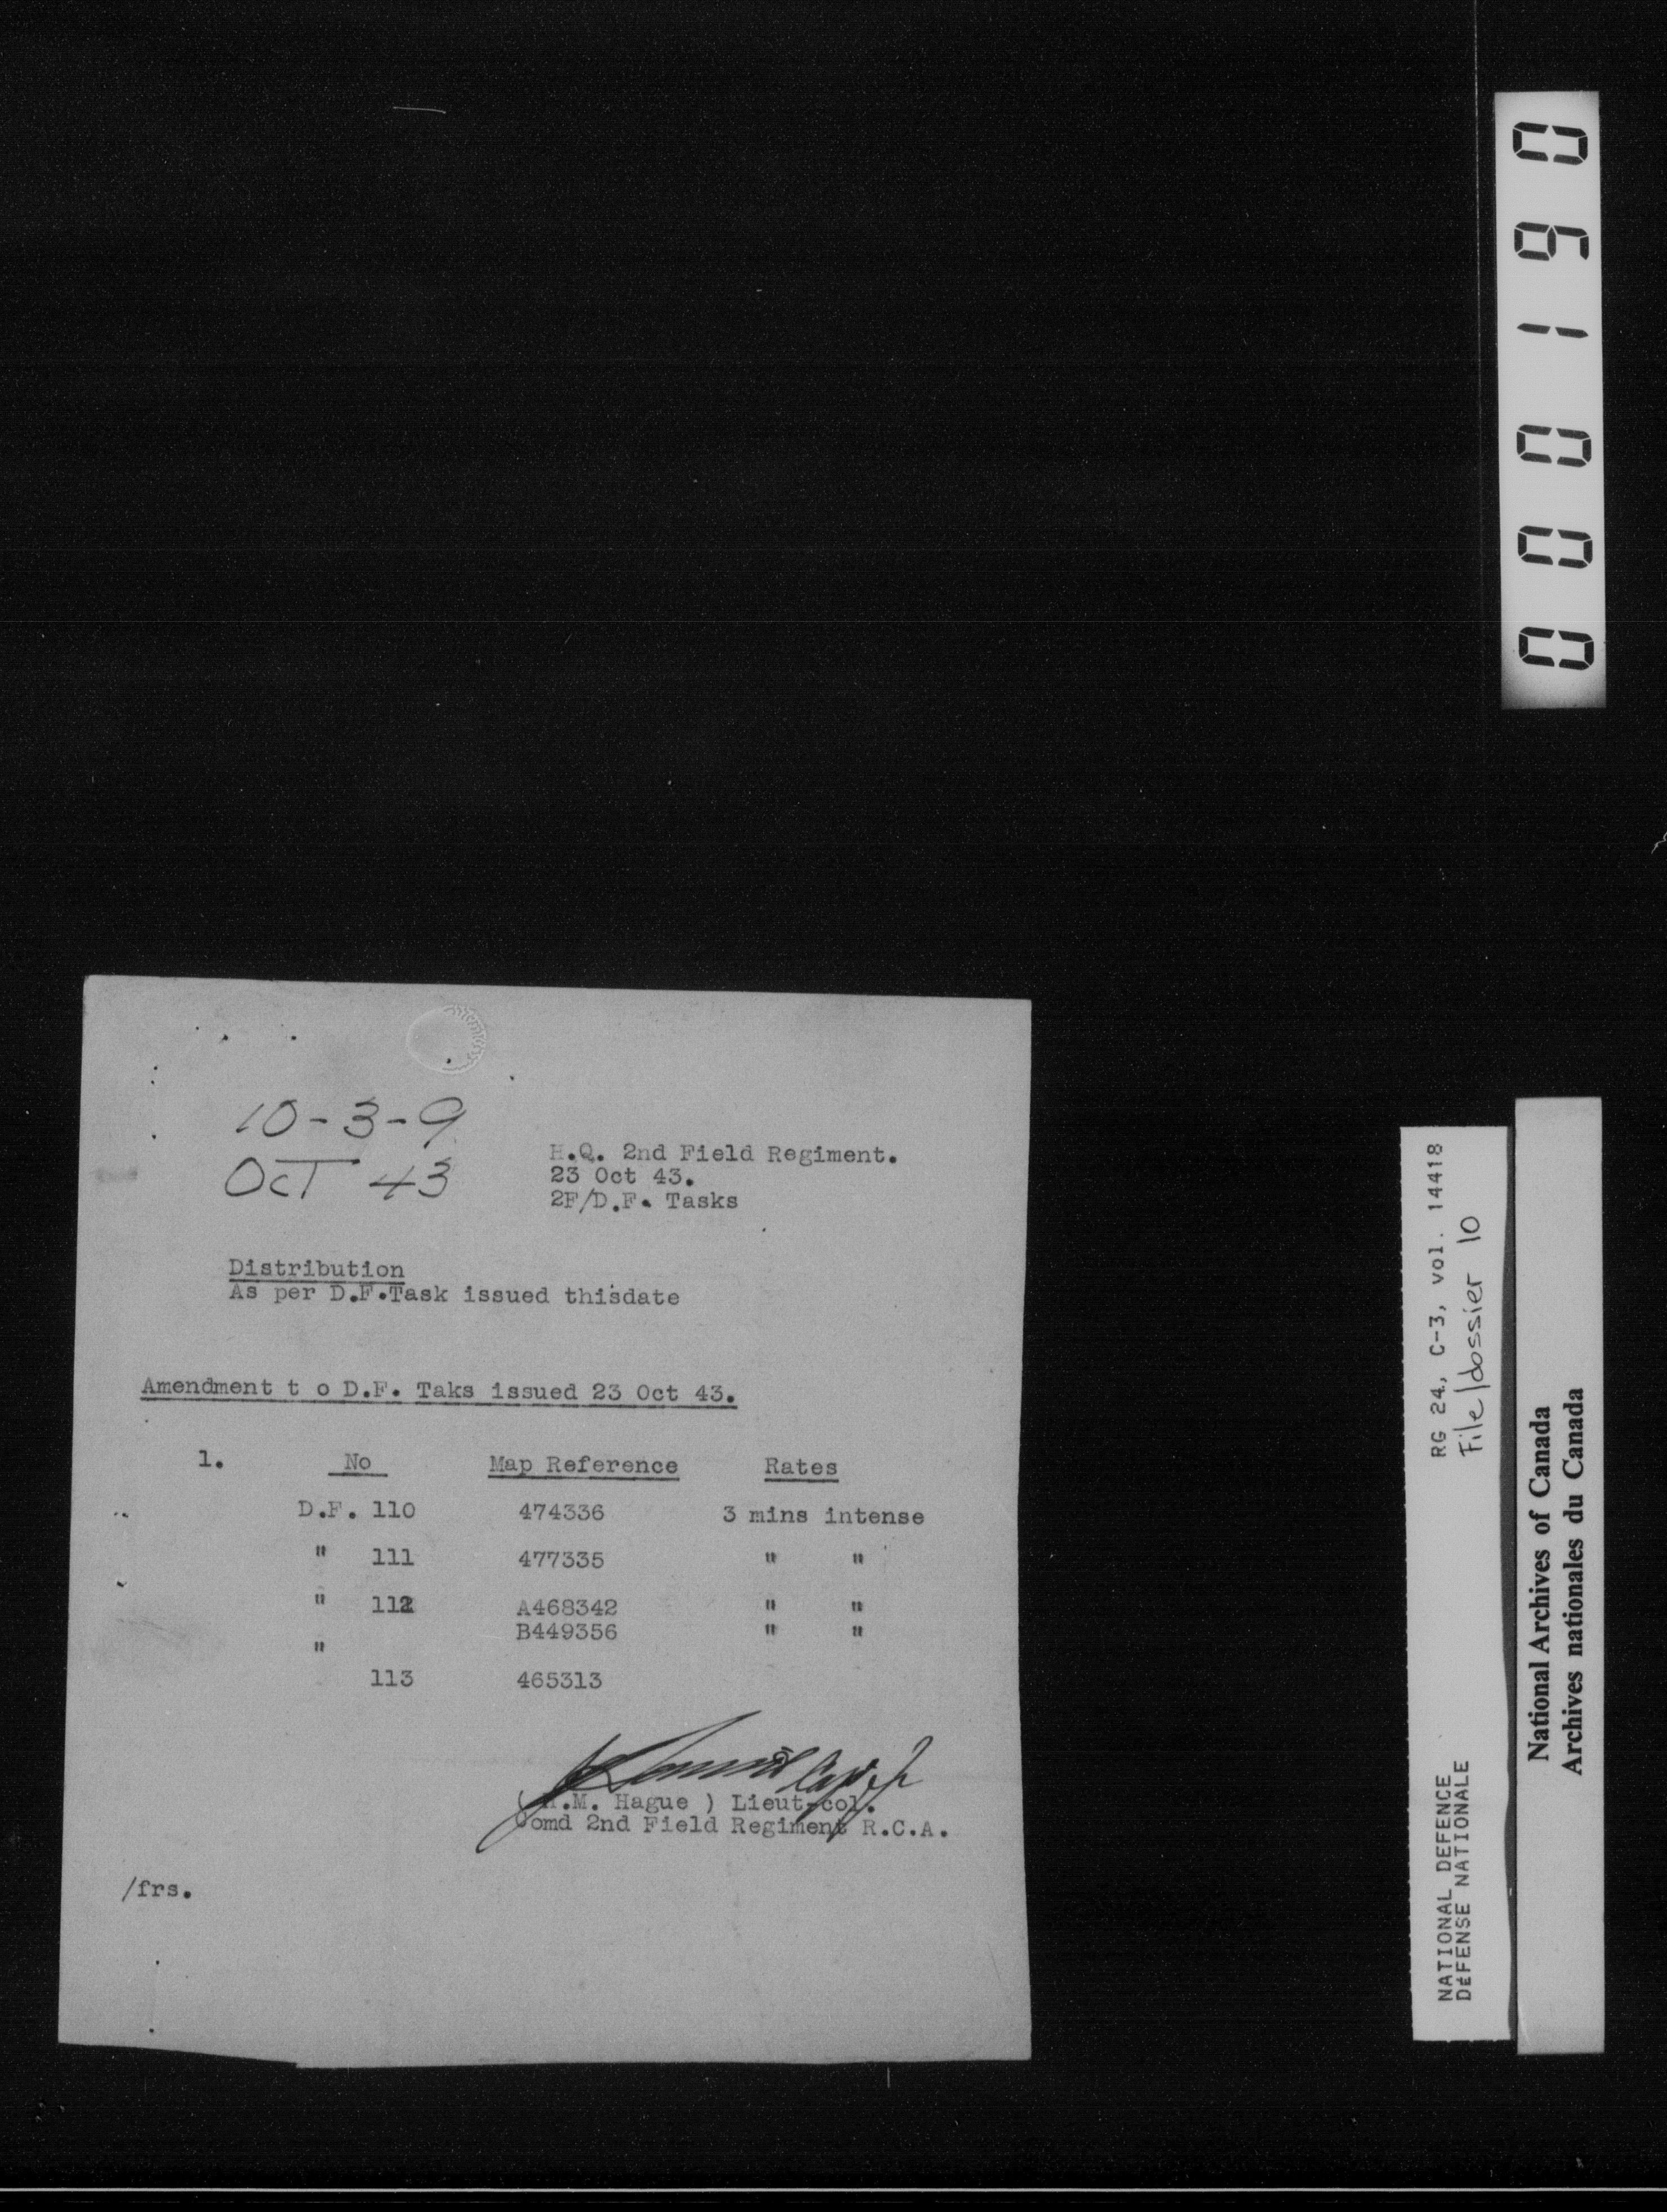 10-3-9
OCT 43
H.Q. 2nd Field Regiment.
23 Oct 43.
2F/D.F. Tasks
Distribution
As per D.F.Task issued thisdate
Amendment t o D.F. Taks issued 23 Oct 43.
1. No Map Reference Rates
D.F. 110 474336 3 mins intense
" 111 477335 " "
" 112 A468342 " "
B449356 " "
"
113 465313
( H.M. Hague ) Lieut-col.
Comd 2nd Field Regiment R.C.A.
/frs.
000190
RG 24, C-3, vol. 14418
File/dossier 10
NATIONAL DEFENCE
DÉFENSE NATIONALE
National Archives of Canada
Archives nationales du Canada